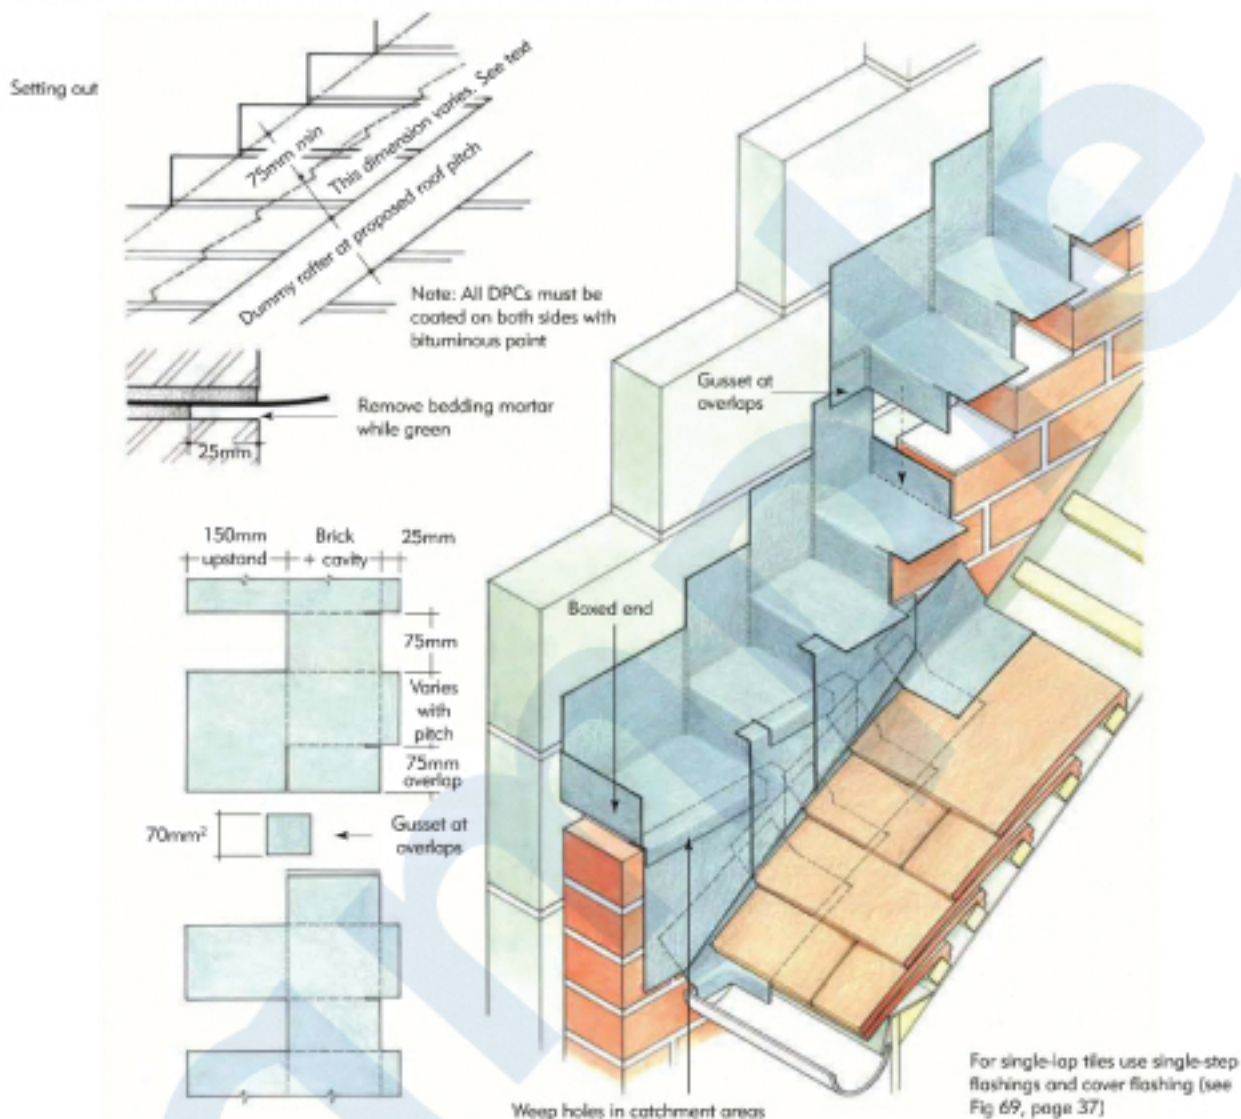 Setting out
75mm min
This dimension varies. See text
Dummy rafter at proposed roof pitch
Note: All DPCs must be
coated on both sides with
bituminous paint
Remove bedding mortar
while green
25mm
Gusset at
overlaps
150mm
upstand
Brick
+ cavity
25mm
75mm
Varies
with
pitch
75mm
overlap
70mm²
Gusset at
overlaps
Boxed end
Weep holes in catchment areas
For single-lap tiles use single-step
flashings and cover flashing (see
Fig 69, page 37)